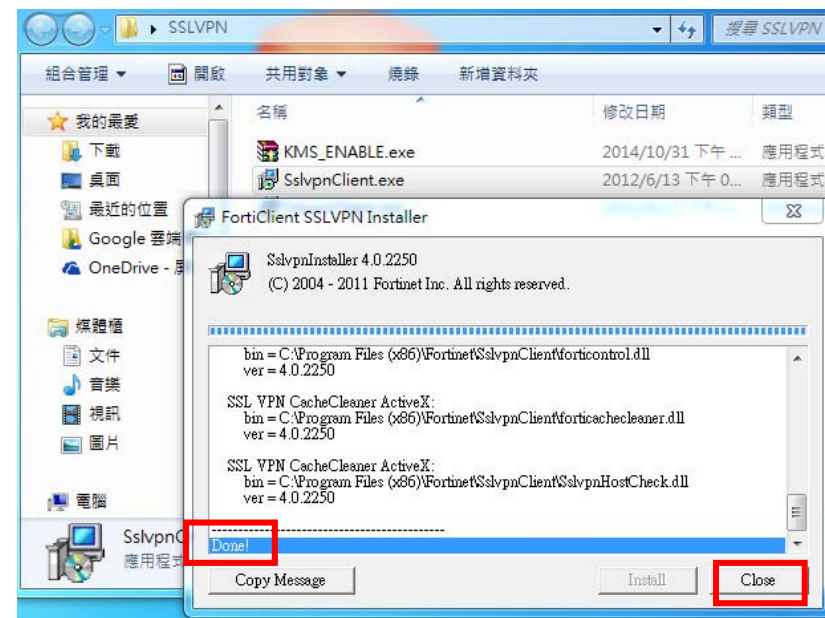 SSLVPN
搜尋 SSLVPN
組合管理 開啟 共用對象 燒錄 新增資料夾
我的最愛
下載
桌面
最近的位置
Google 雲端
OneDrive -
媒體櫃
文件
音樂
視訊
圖片
電腦
名稱 修改日期 類型
KMS_ENABLE.exe 2014/10/31 下午 ... 應用程式
SslvpnClient.exe 2012/6/13 下午 0... 應用程式
FortiClient SSLVPN Installer
SslvpnInstaller 4.0.2250
(C) 2004 - 2011 Fortinet Inc. All rights reserved.
bin = C:\Program Files (x86)\Fortinet\SslvpnClient\forticontrol.dll
ver = 4.0.2250
SSL VPN CacheCleaner ActiveX:
bin = C:\Program Files (x86)\Fortinet\SslvpnClient\forticachecleaner.dll
ver = 4.0.2250
SSL VPN CacheCleaner ActiveX:
bin = C:\Program Files (x86)\Fortinet\SslvpnClient\SslvpnHostCheck.dll
ver = 4.0.2250
--------------------------------------------
Done!
Copy Message Install Close
SslvpnC
應用程式